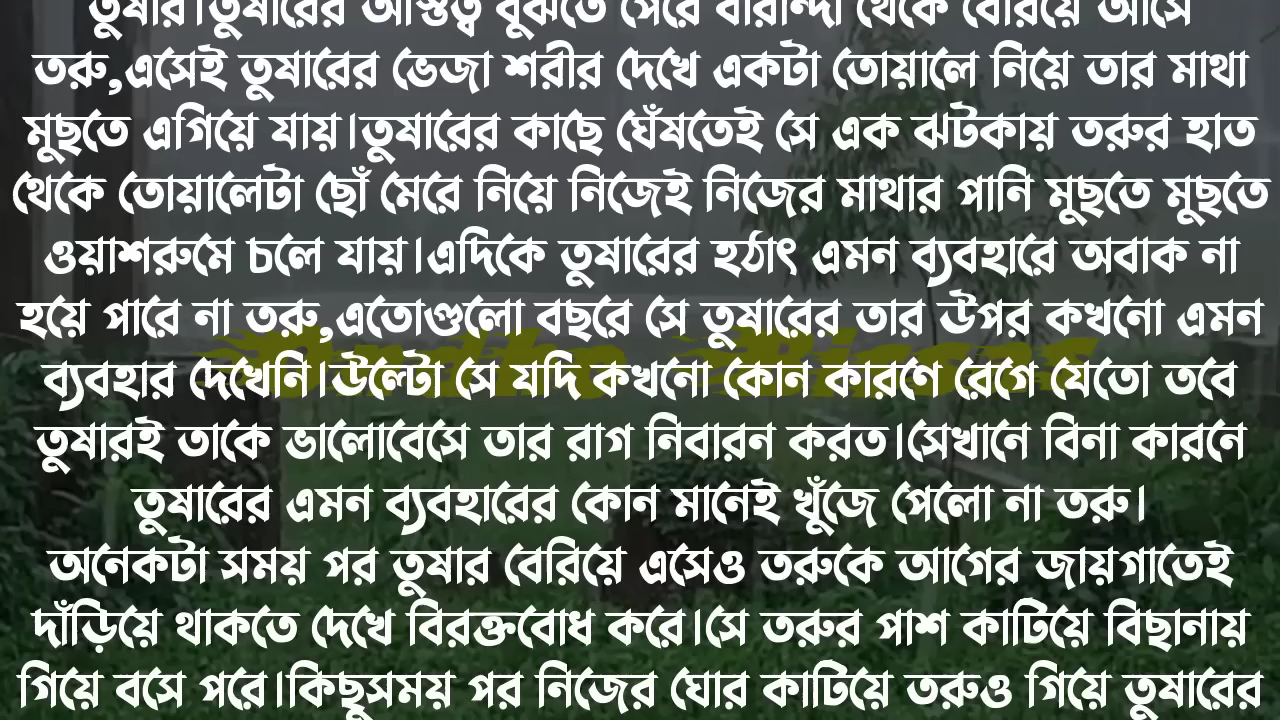 তুষার।তুষারের অস্তিত্ব বুঝতে পেরে বারান্দা থেকে বেরিয়ে আসে
তরু,এসেই তুষারের ভেজা শরীর দেখে একটা তোয়ালে নিয়ে তার মাথা
মুছতে এগিয়ে যায়।তুষারের কাছে ঘেঁষতেই সে এক ঝটকায় তরুর হাত
থেকে তোয়ালেটা ছোঁ মেরে নিয়ে নিজেই নিজের মাথার পানি মুছতে মুছতে
ওয়াশরুমে চলে যায়।এদিকে তুষারের হঠাৎ এমন ব্যবহারে অবাক না
হয়ে পারে না তরু,এতোগুলো বছরে সে তুষারের তার উপর কখনো এমন
ব্যবহার দেখেনি।উল্টো সে যদি কখনো কোন কারণে রেগে যেতো তবে
তুষারই তাকে ভালোবেসে তার রাগ নিবারন করত।সেখানে বিনা কারনে
তুষারের এমন ব্যবহারের কোন মানেই খুঁজে পেলো না তরু।
অনেকটা সময় পর তুষার বেরিয়ে এসেও তরুকে আগের জায়গাতেই
দাঁড়িয়ে থাকতে দেখে বিরক্তবোধ করে।সে তরুর পাশ কাটিয়ে বিছানায়
গিয়ে বসে পরে।কিছুসময় পর নিজের ঘোর কাটিয়ে তরুও গিয়ে তুষারের